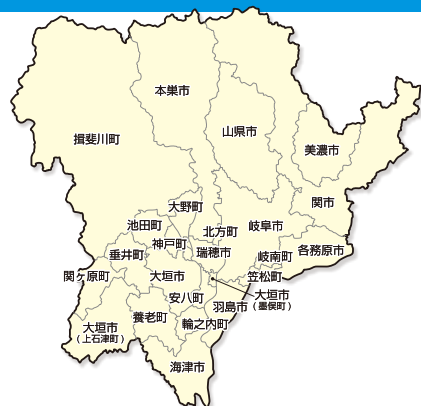 本巣市
山県市
揖斐川町
美濃市
関市
大野町
池田町
北方町
岐阜市
神戸町
瑞穂市
各務原市
垂井町
岐南町
関ヶ原町
大垣市
笠松町
安八町
大垣市
(墨俣町)
羽島市
養老町
輪之内町
大垣市
(上石津町)
海津市